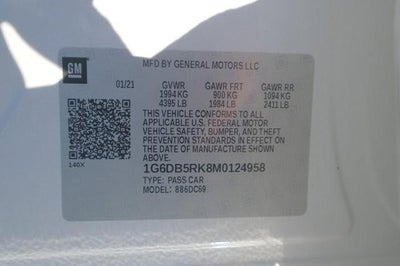 GM
MFD BY GENERAL MOTORS LLC
01/21 GVWR GAWR FRT GAWR RR
1994 KG 900 KG 1094 KG
4395 LB 1984 LB 2411 LB
THIS VEHICLE CONFORMS TO ALL
APPLICABLE U.S. FEDERAL MOTOR
VEHICLE SAFETY, BUMPER, AND THEFT
PREVENTION STANDARDS IN EFFECT ON
THE DATE OF MANUFACTURE SHOWN
ABOVE.
1G6DB5RK8M0124958
TYPE: PASS CAR
MODEL: 886DC69
140X